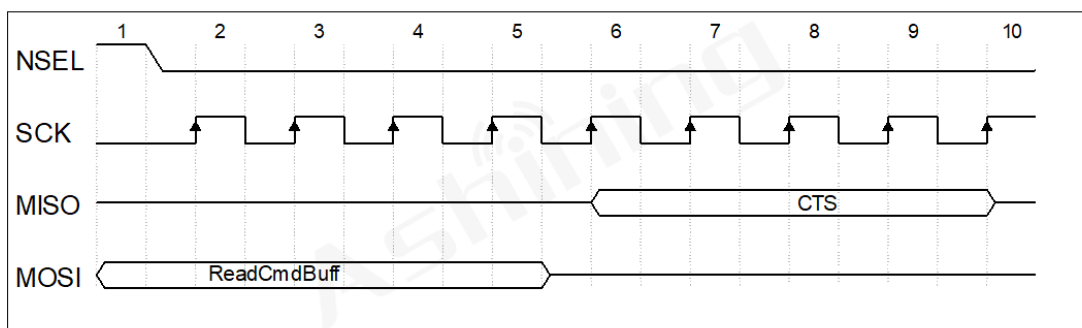 1 2 3 4 5 6 7 8 9 10
NSEL
SCK
MISO CTS
MOSI ReadCmdBuff
Ashining